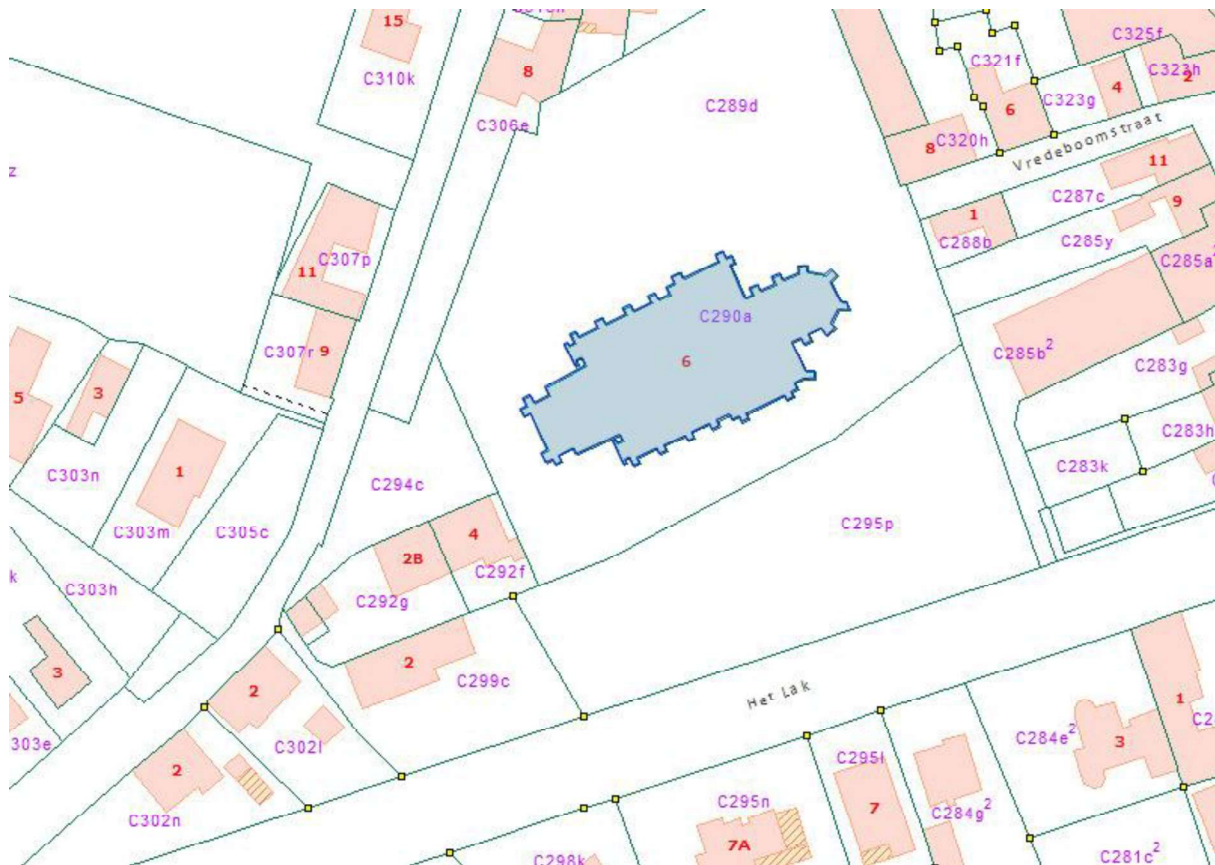 15
C310k
8
C306e
C289d
C325f
C321f
C323h
2
C323g
4
6
8
C320h
Vredeboomstraat
11
C287c
9
1
C288b
C285y
C285a²
z
C307p
11
C290a
6
C307r
9
C285b²
C283g
5
3
C303n
1
C283h
C283k
C294c
C303m
C305c
C295p
4
2B
C292f
k
C303h
C292g
3
2
C299c
2
Het Lak
1
303e
C302l
2
C284e²
3
C295l
C302n
C295n
7
C284g²
7A
C298k
C281c²